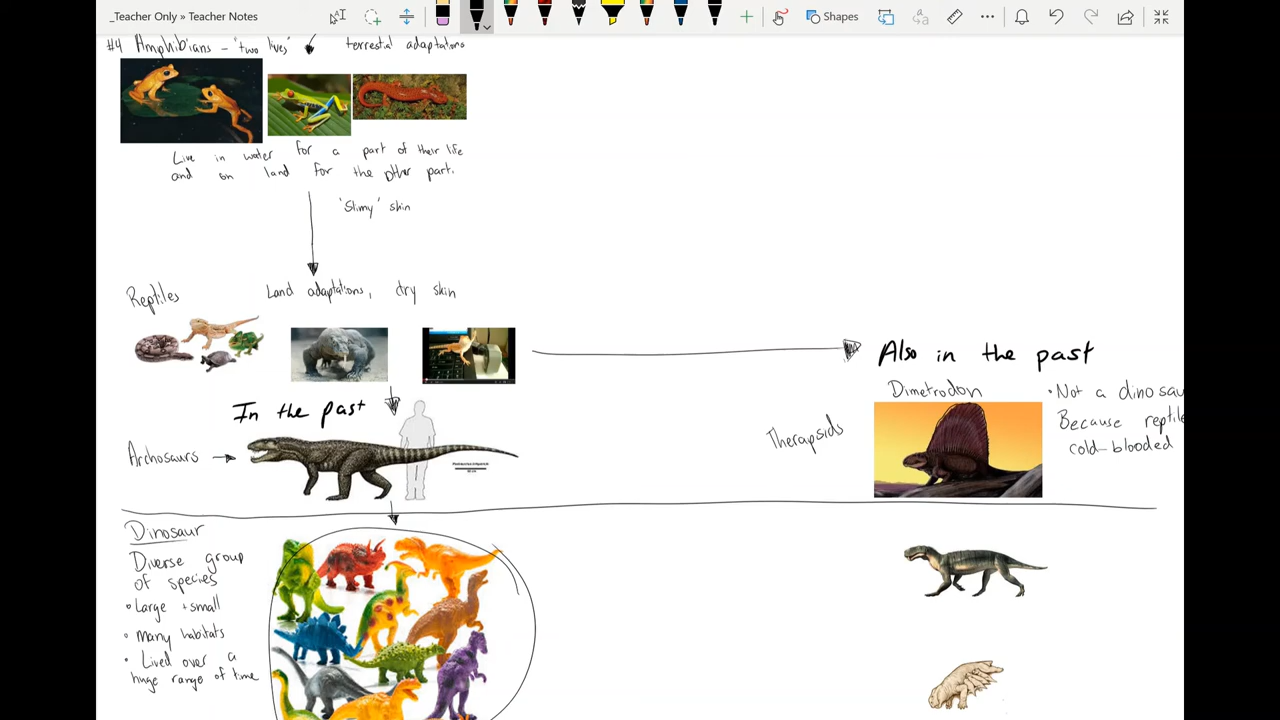 _Teacher Only » Teacher Notes
Shapes
#4 Amphibians - "two lives"
terrestial adaptations
Live in water for a part of their life
and on land for the other part.
"Slimy" skin
Reptiles
Land adaptations, dry skin
Also in the past
In the past
Dimetrodon
• Not a dinosau
Because reptile
cold-blooded
Therapsids
Archosaurs
Dinosaur
Diverse group
of species
• Large + small
• many habitats
• Lived over a
huge range of time